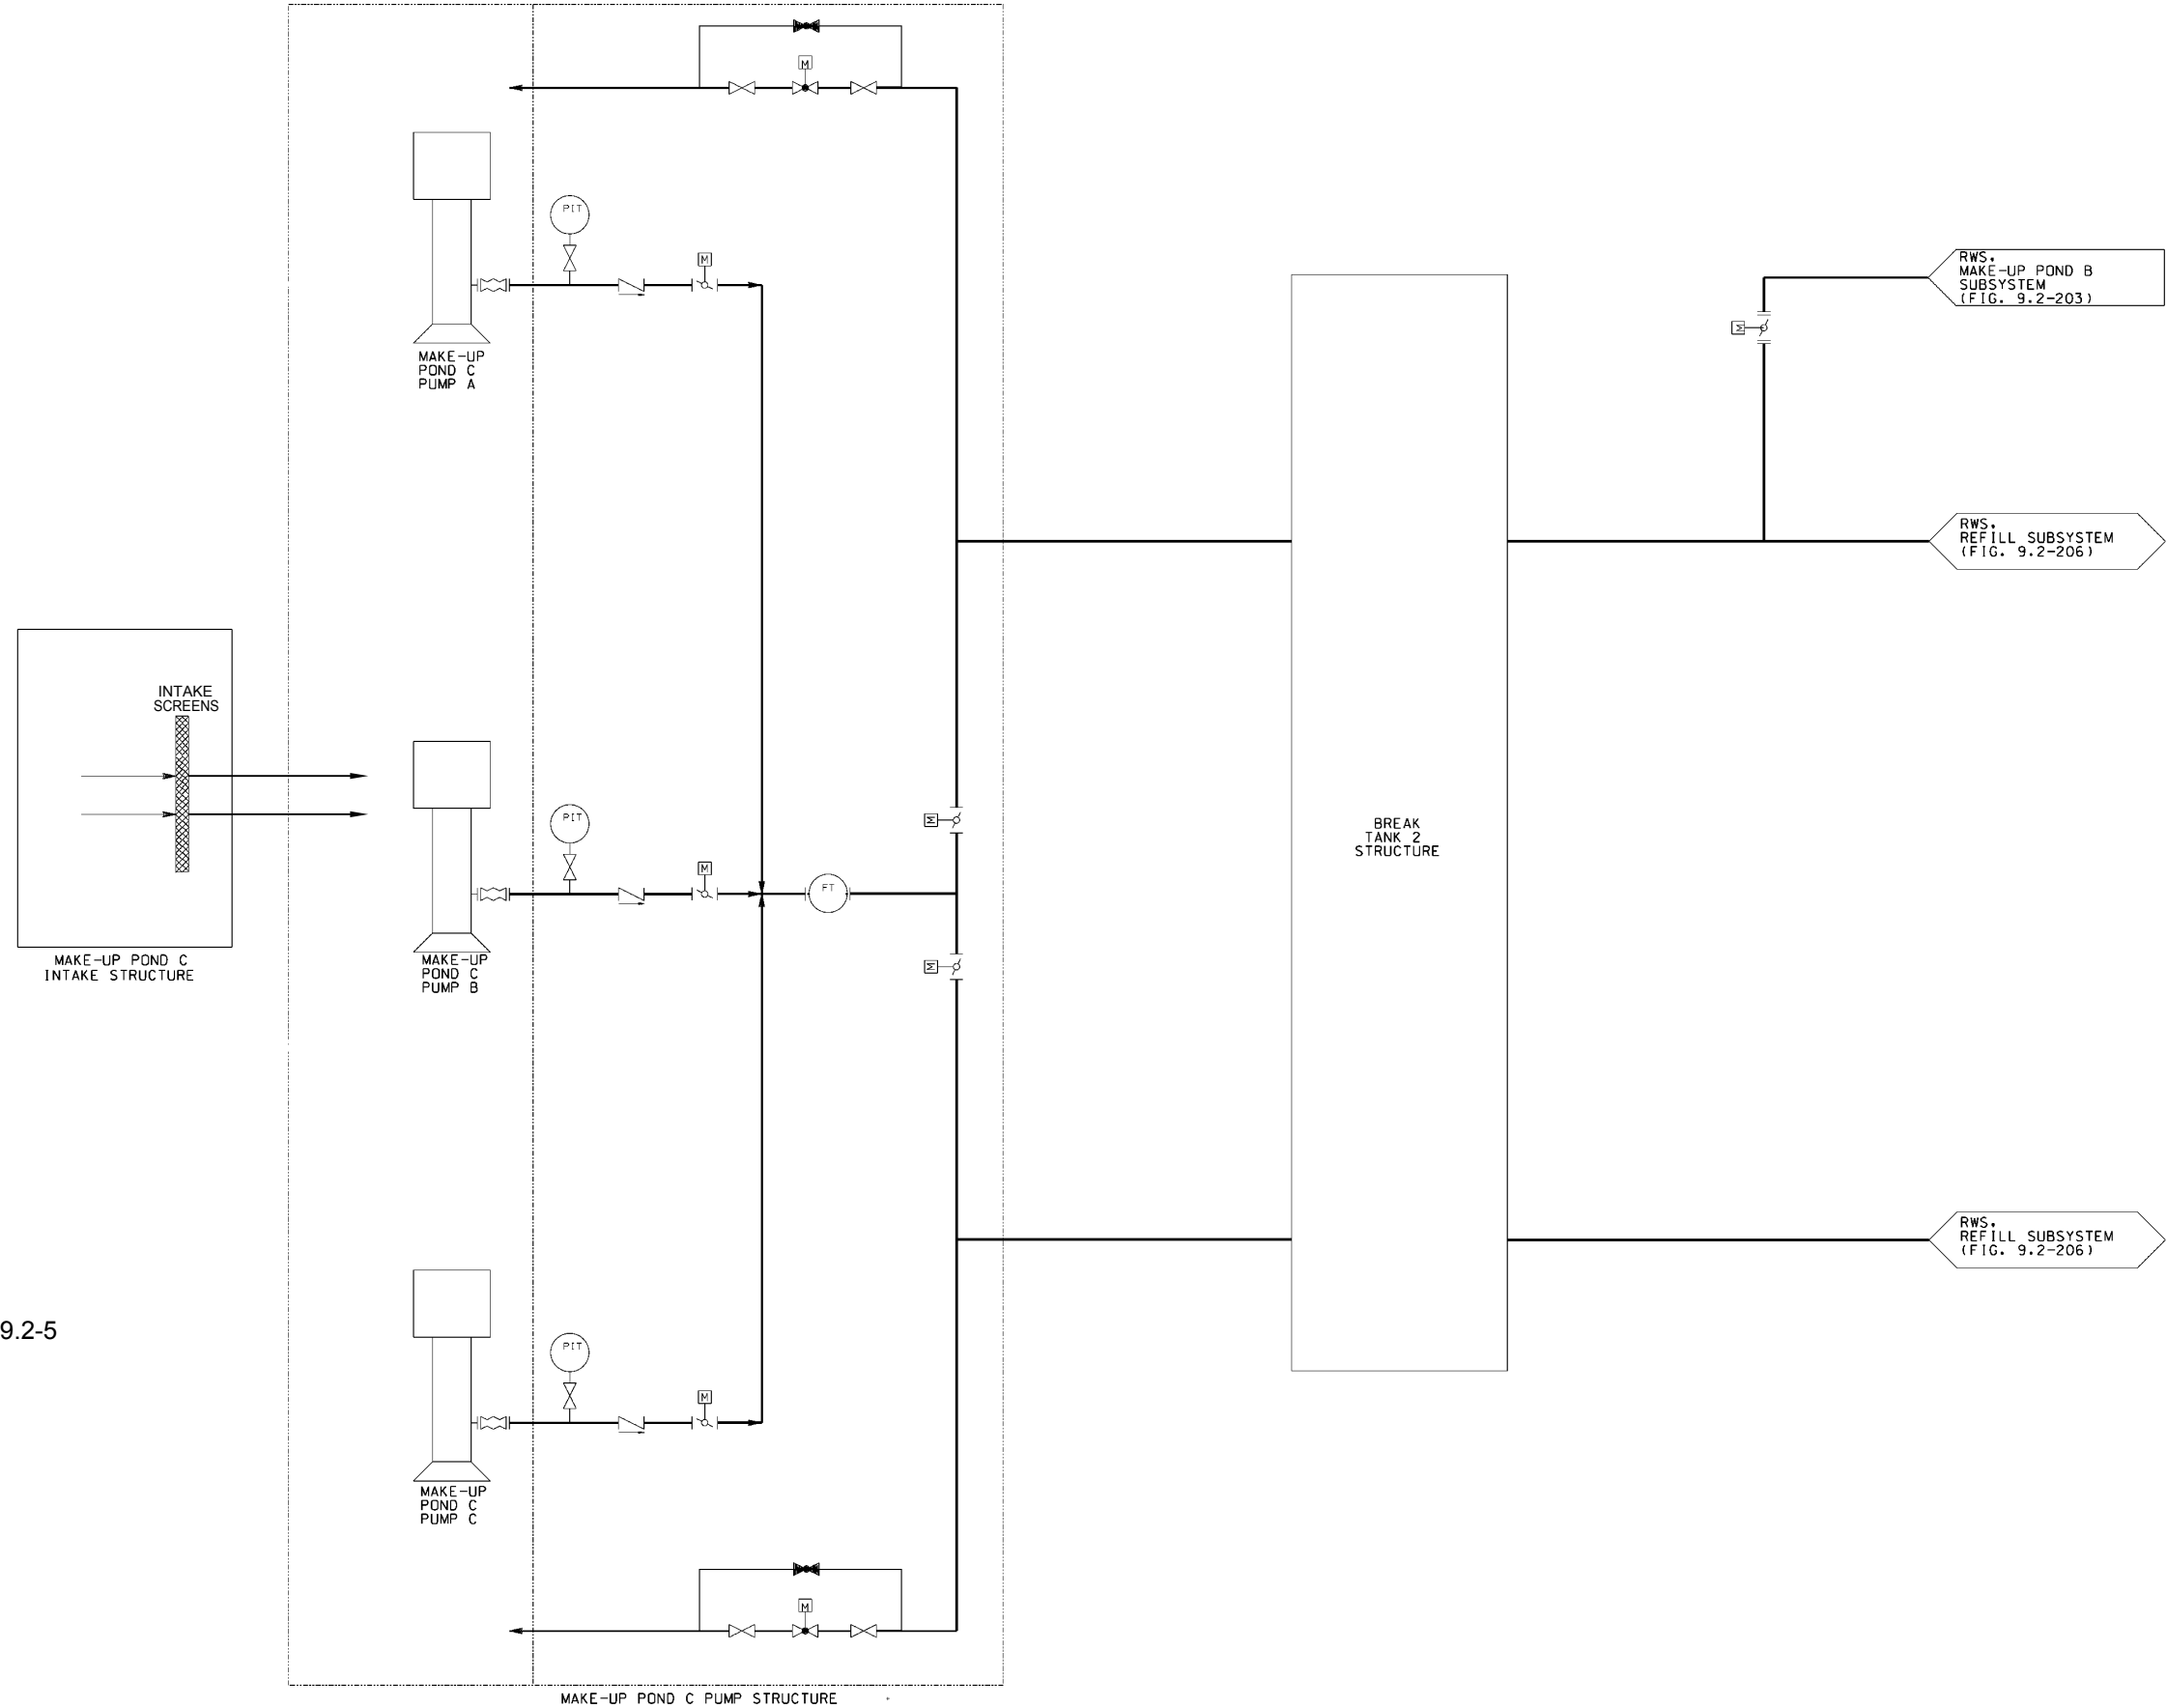 M
PIT
M
MAKE-UP
POND C
PUMP A
RWS,
MAKE-UP POND B
SUBSYSTEM
(FIG. 9.2-203)
M
RWS,
REFILL SUBSYSTEM
(FIG. 9.2-206)
INTAKE
SCREENS
MAKE-UP POND C
INTAKE STRUCTURE
PIT
M
FT
M
M
MAKE-UP
POND C
PUMP B
BREAK
TANK 2
STRUCTURE
RWS,
REFILL SUBSYSTEM
(FIG. 9.2-206)
9.2-5
PIT
M
MAKE-UP
POND C
PUMP C
M
MAKE-UP POND C PUMP STRUCTURE